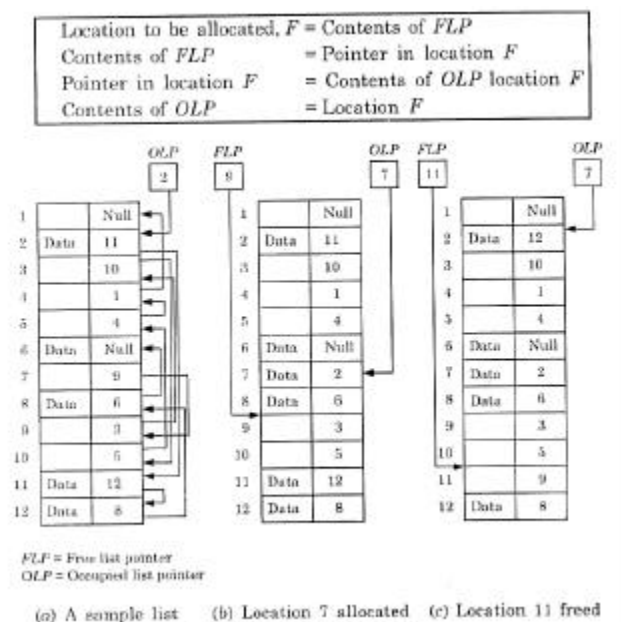 Location to be allocated, F = Contents of FLP
Contents of FLP = Pointer in location F
Pointer in location F = Contents of OLP location F
Contents of OLP = Location F
OLP FLP OLP FLP OLP
2 9 7 11 7
1 Null
2 Data 11
3 10
4 1
5 4
6 Data Null
7 9
8 Data 6
9 3
10 5
11 Data 12
12 Data 8
1 Null
2 Data 11
3 10
4 1
5 4
6 Data Null
7 Data 2
8 Data 6
9 3
10 5
11 Data 12
12 Data 8
1 Null
2 Data 12
3 10
4 1
5 4
6 Data Null
7 Data 2
8 Data 6
9 3
10 5
11 9
12 Data 8
FLP = Free list pointer
OLP = Occupied list pointer
(a) A sample list (b) Location 7 allocated (c) Location 11 freed